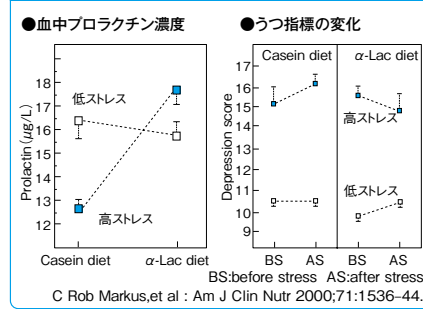 ●血中プロラクチン濃度
Prolactin(μg/L)
18
17
16
15
14
13
12
低ストレス
高ストレス
Casein diet α-Lac diet
●うつ指標の変化
Depression score
17
16
15
14
13
12
11
10
9
Casein diet α-Lac diet
高ストレス
低ストレス
BS AS BS AS
BS:before stress AS:after stress
C Rob Markus,et al : Am J Clin Nutr 2000;71:1536-44.